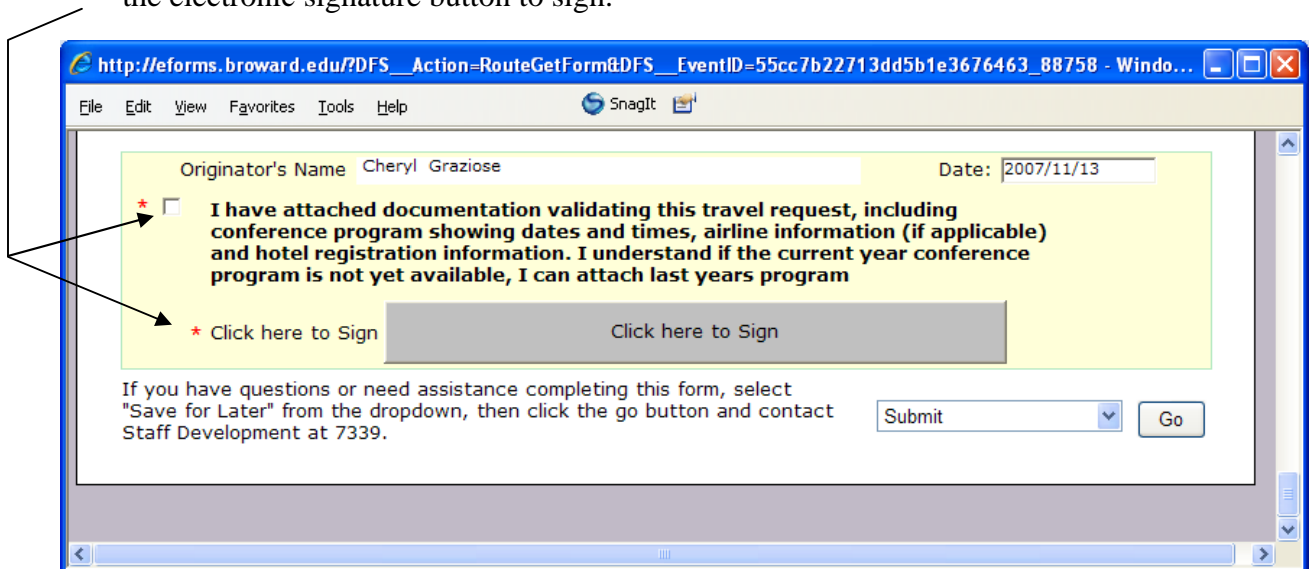 the electronic signature button to sign.
http://eforms.broward.edu/?DFS__Action=RouteGetForm&DFS__EventID=55cc7b22713dd5b1e3676463_88758 - Windo...
File Edit View Favorites Tools Help SnagIt
Originator's Name Cheryl Graziose Date: 2007/11/13
* I have attached documentation validating this travel request, including
conference program showing dates and times, airline information (if applicable)
and hotel registration information. I understand if the current year conference
program is not yet available, I can attach last years program
* Click here to Sign Click here to Sign
If you have questions or need assistance completing this form, select
"Save for Later" from the dropdown, then click the go button and contact
Staff Development at 7339.
Submit Go